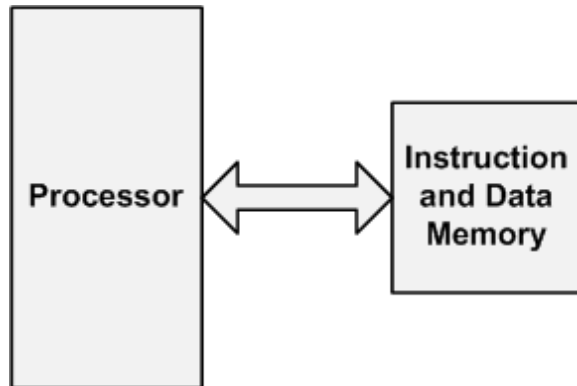 Processor
Instruction
and Data
Memory